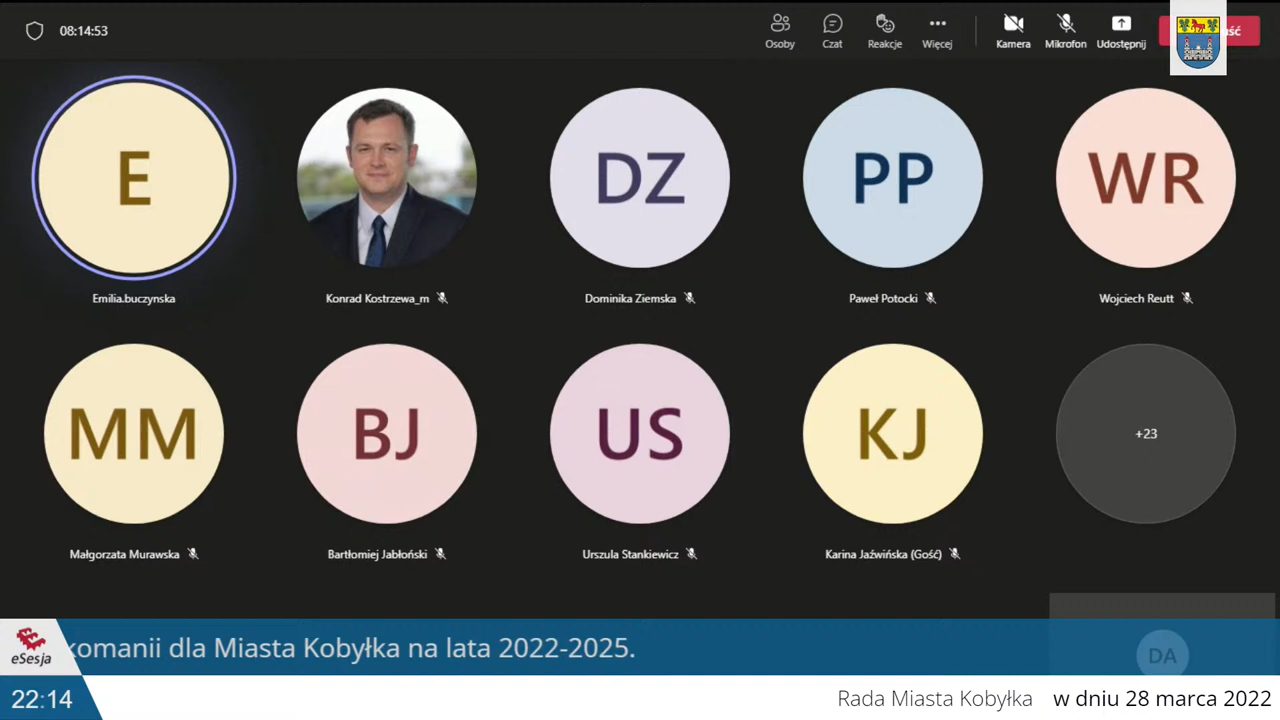 08:14:53
Osoby
Czat
Reakcje
Więcej
Kamera
Mikrofon
Udostępnij
E
DZ
PP
WR
Emilia.buczynska
Konrad Kostrzewa_m
Dominika Ziemska
Paweł Potocki
Wojciech Reutt
MM
BJ
US
KJ
+23
Małgorzata Murawska
Bartłomiej Jabłoński
Urszula Stankiewicz
Karina Jaźwińska (Gość)
eSesja
komanii dla Miasta Kobyłka na lata 2022-2025.
DA
22:14
Rada Miasta Kobyłka w dniu 28 marca 2022